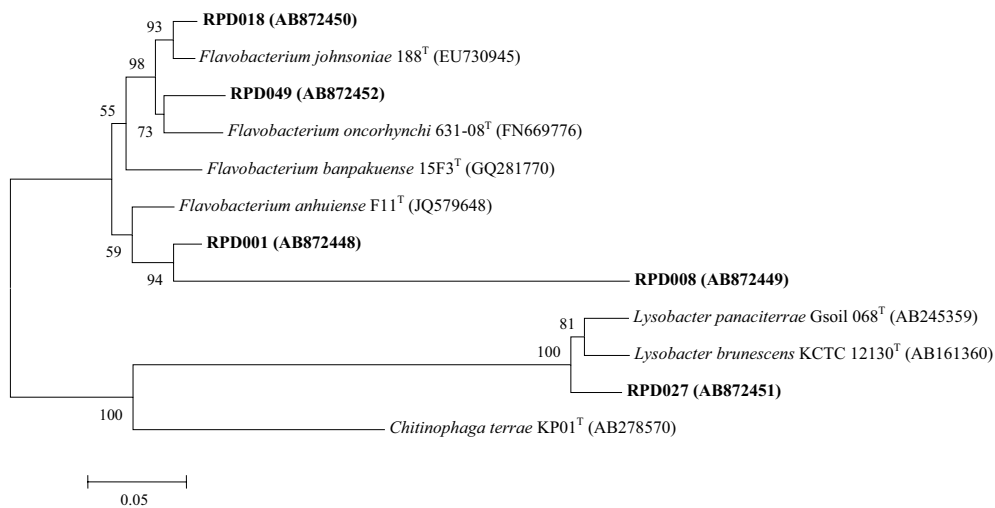 93
RPD018 (AB872450)
Flavobacterium johnsoniae 188ᵀ (EU730945)
98
RPD049 (AB872452)
55
73
Flavobacterium oncorhynchi 631-08ᵀ (FN669776)
Flavobacterium banpakuense 15F3ᵀ (GQ281770)
Flavobacterium anhuiense F11ᵀ (JQ579648)
59
RPD001 (AB872448)
94
RPD008 (AB872449)
Lysobacter panaciterrae Gsoil 068ᵀ (AB245359)
81
100
Lysobacter brunescens KCTC 12130ᵀ (AB161360)
RPD027 (AB872451)
100
Chitinophaga terrae KP01ᵀ (AB278570)
0.05